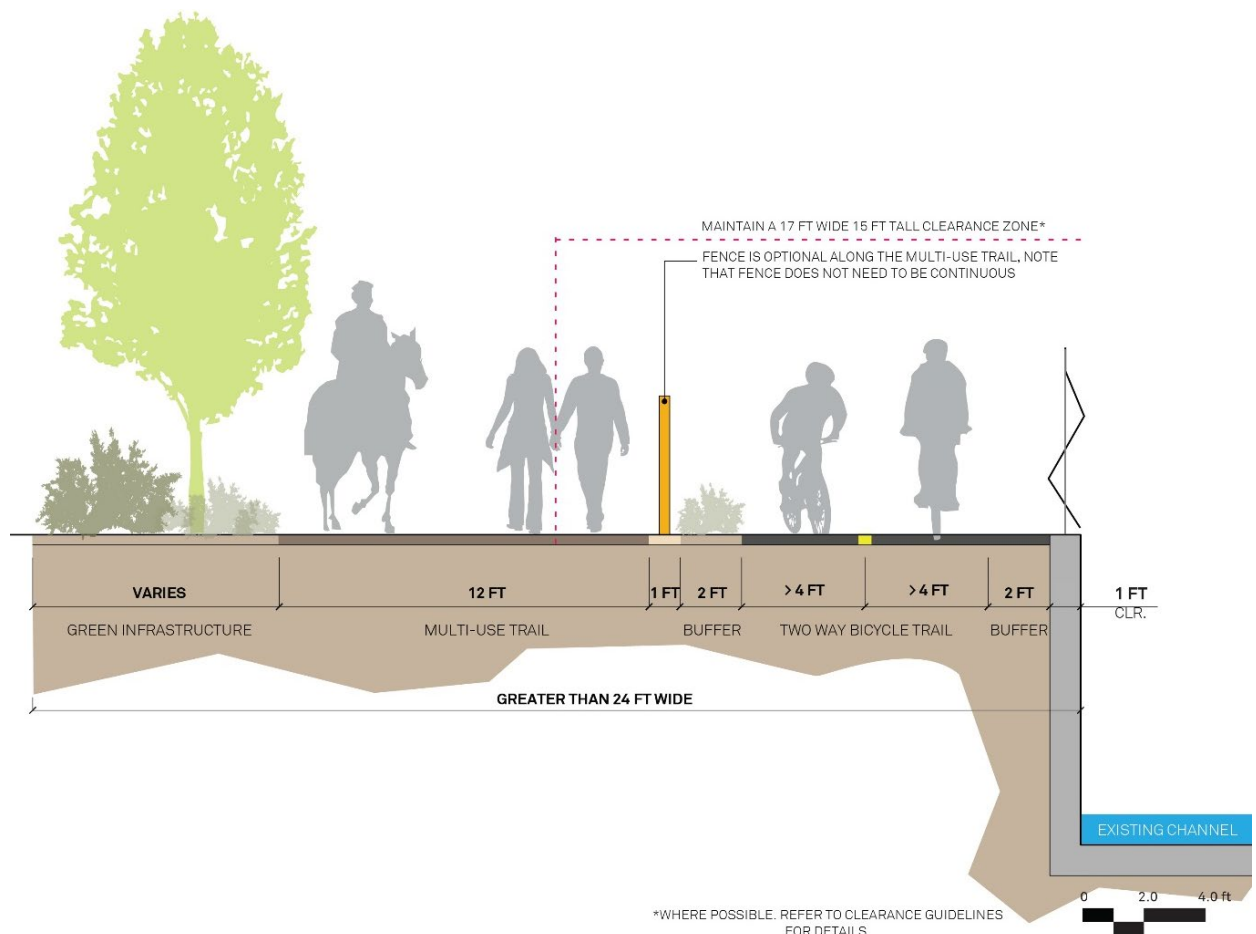 MAINTAIN A 17 FT WIDE 15 FT TALL CLEARANCE ZONE*
FENCE IS OPTIONAL ALONG THE MULTI-USE TRAIL, NOTE
THAT FENCE DOES NOT NEED TO BE CONTINUOUS
VARIES
12 FT
1 FT
2 FT
> 4 FT
> 4 FT
2 FT
1 FT
CLR.
GREEN INFRASTRUCTURE
MULTI-USE TRAIL
BUFFER
TWO WAY BICYCLE TRAIL
BUFFER
GREATER THAN 24 FT WIDE
EXISTING CHANNEL
0
2.0
4.0 ft
*WHERE POSSIBLE. REFER TO CLEARANCE GUIDELINES
FOR DETAILS